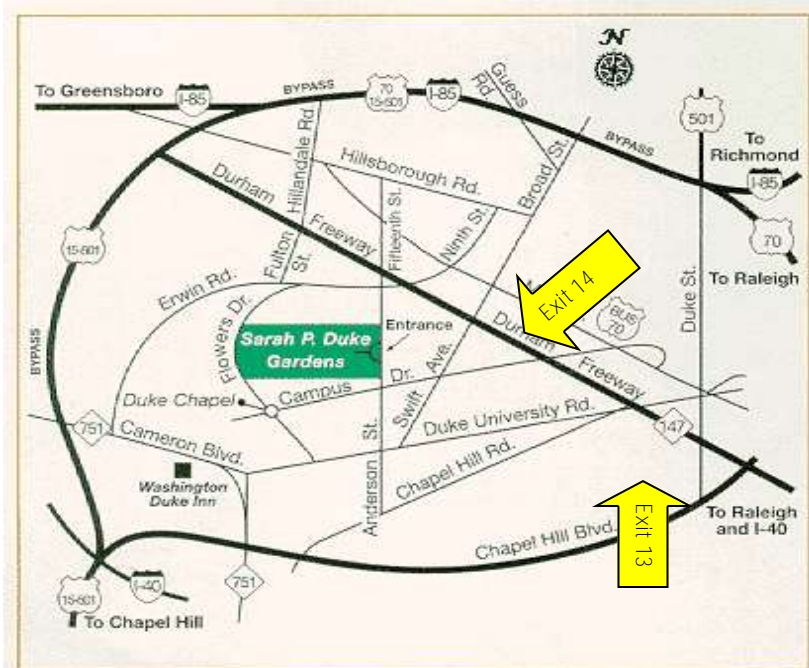 N
To Greensboro
I-85
BYPASS
70
15-501
I-85
Guess
Rd.
501
To
Richmond
I-85
BYPASS
70
To Raleigh
Hillandale Rd.
Hillsborough Rd.
Broad St.
Durham
Freeway
Fifteenth St.
Ninth St.
Fulton
St.
15-501
Erwin Rd.
Flowers Dr.
Exit 14
BUS
70
Duke St.
Sarah P. Duke
Gardens
Entrance
Durham
Freeway
Swift Ave.
Campus Dr.
Duke Chapel
BYPASS
751
Cameron Blvd.
Duke University Rd.
147
Chapel Hill Rd.
Washington
Duke Inn
Anderson St.
Exit 13
To Raleigh
and I-40
Chapel Hill Blvd.
I-40
751
15-501
To Chapel Hill